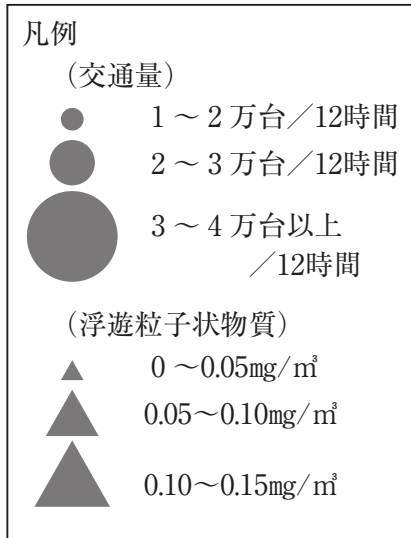 凡例
（交通量）
1～2万台／12時間
2～3万台／12時間
3～4万台以上
／12時間
（浮遊粒子状物質）
0～0.05mg/㎥
0.05～0.10mg/㎥
0.10～0.15mg/㎥